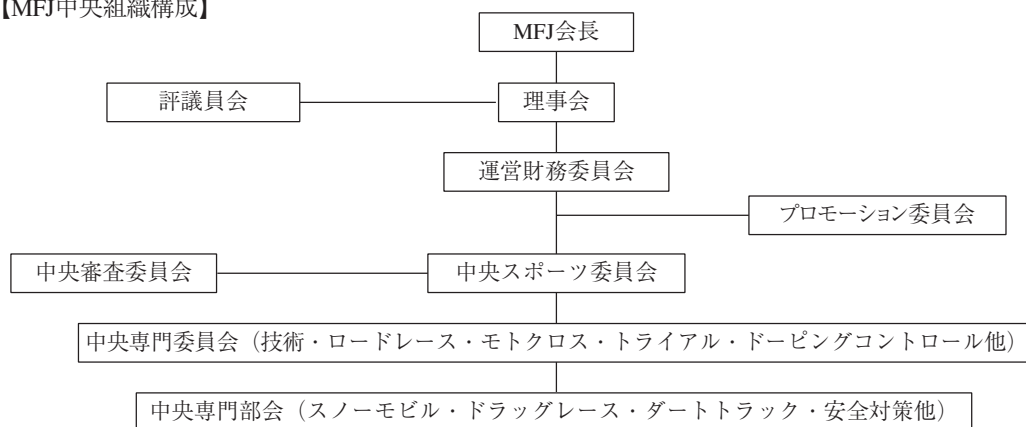 【MFJ中央組織構成】
MFJ会長
評議員会
理事会
運営財務委員会
プロモーション委員会
中央審査委員会
中央スポーツ委員会
中央専門委員会（技術・ロードレース・モトクロス・トライアル・ドーピングコントロール他）
中央専門部会（スノーモビル・ドラッグレース・ダートトラック・安全対策他）